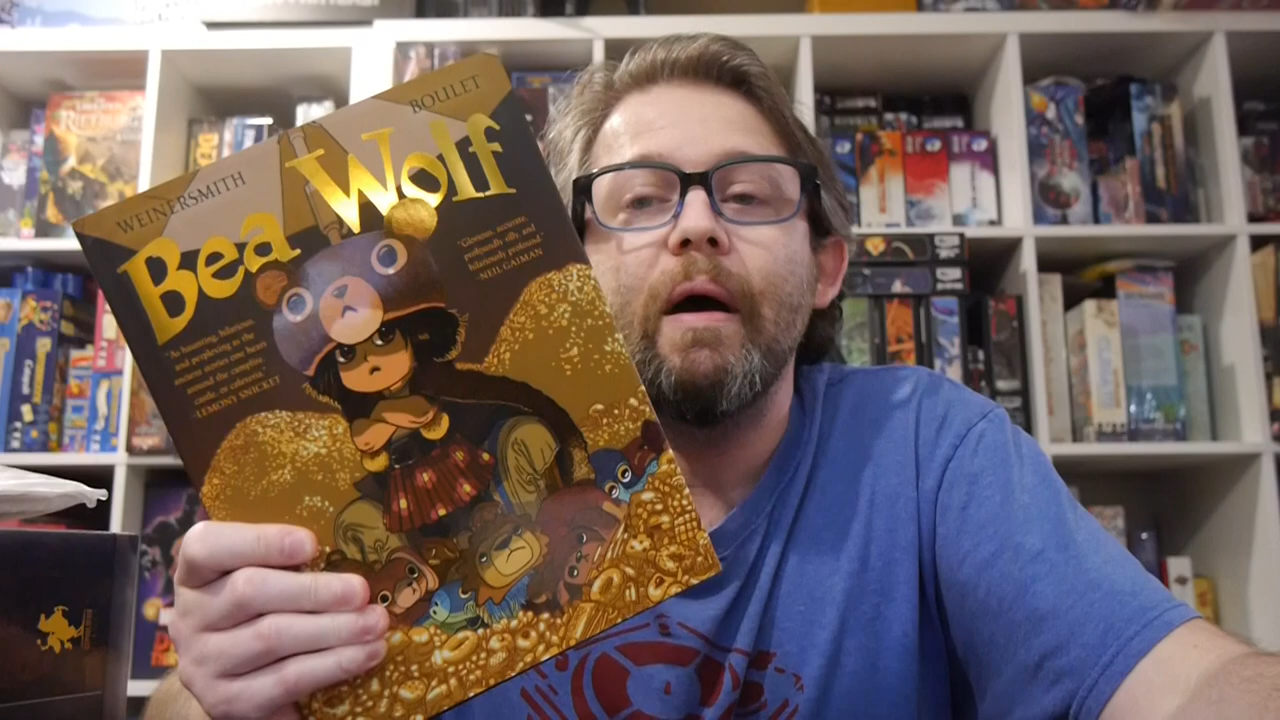 WEINERSMITH
BOULET
Bea Wolf
"Glorious, accurate,
profoundly silly, and
hilariously profound."
-NEIL GAIMAN
"As haunting, hilarious
and perplexing as the
ancient stories one hears
around the campfire,
castle, or cafeteria."
-LEMONY SNICKET